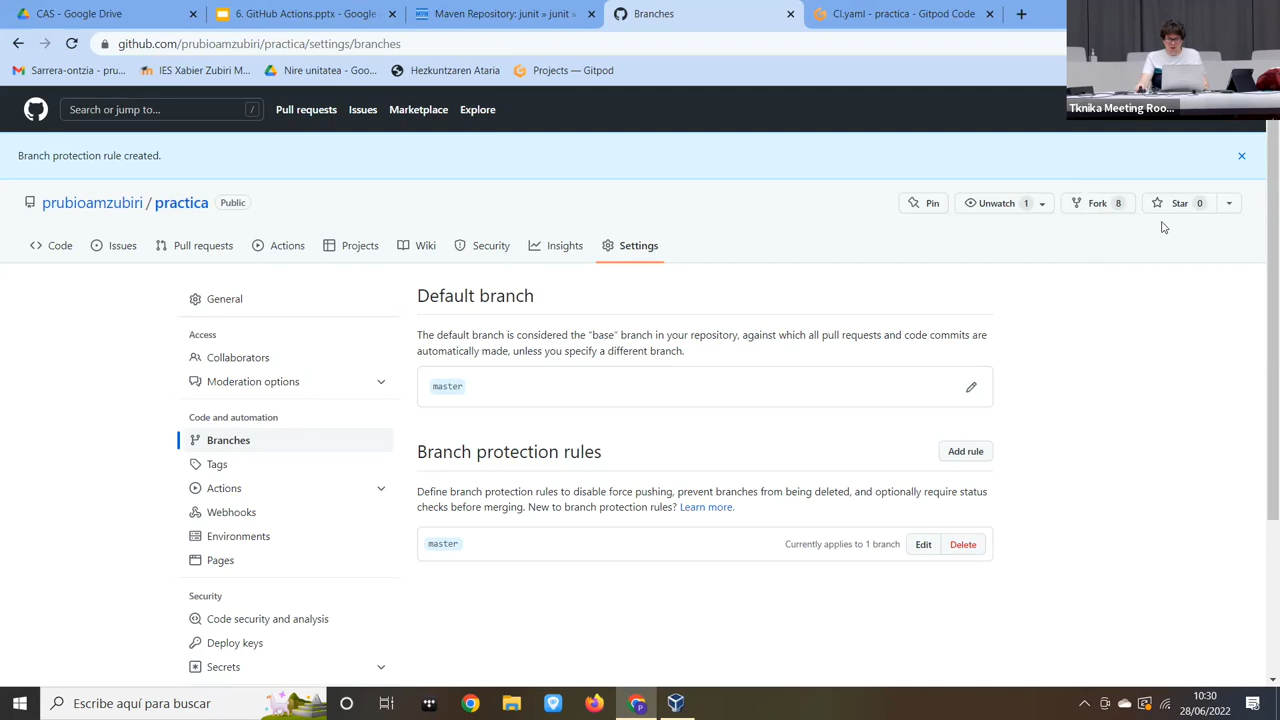 CAS - Google Drive
6. GitHub Actions.pptx - Google
Maven Repository: junit » junit
Branches
CI.yaml - practica - Gitpod Code
github.com/prubioamzubiri/practica/settings/branches
Sarrera-ontzia - pru...
IES Xabier Zubiri M...
Nire unitatea - Goo...
Hezkuntzaren Ataria
Projects — Gitpod
Tknika Meeting Roo...
Search or jump to...
/
Pull requests
Issues
Marketplace
Explore
Branch protection rule created.
prubioamzubiri / practica
Public
Pin
Unwatch 1
Fork 8
Star 0
Code
Issues
Pull requests
Actions
Projects
Wiki
Security
Insights
Settings
General
Access
Collaborators
Moderation options
Code and automation
Branches
Tags
Actions
Webhooks
Environments
Pages
Security
Code security and analysis
Deploy keys
Secrets
Default branch
The default branch is considered the "base" branch in your repository, against which all pull requests and code commits are
automatically made, unless you specify a different branch.
master
Branch protection rules
Add rule
Define branch protection rules to disable force pushing, prevent branches from being deleted, and optionally require status
checks before merging. New to branch protection rules? Learn more.
master
Currently applies to 1 branch
Edit
Delete
Escribe aquí para buscar
10:30
28/06/2022